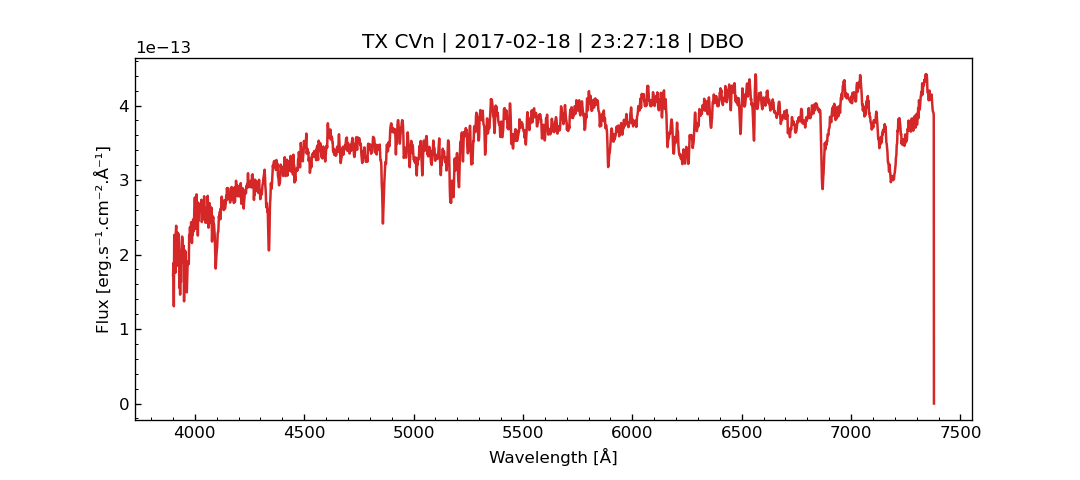 TX CVn | 2017-02-18 | 23:27:18 | DBO
1e−13
4
3
2
1
0
Flux [erg.s⁻¹.cm⁻².Å⁻¹]
4000 4500 5000 5500 6000 6500 7000 7500
Wavelength [Å]